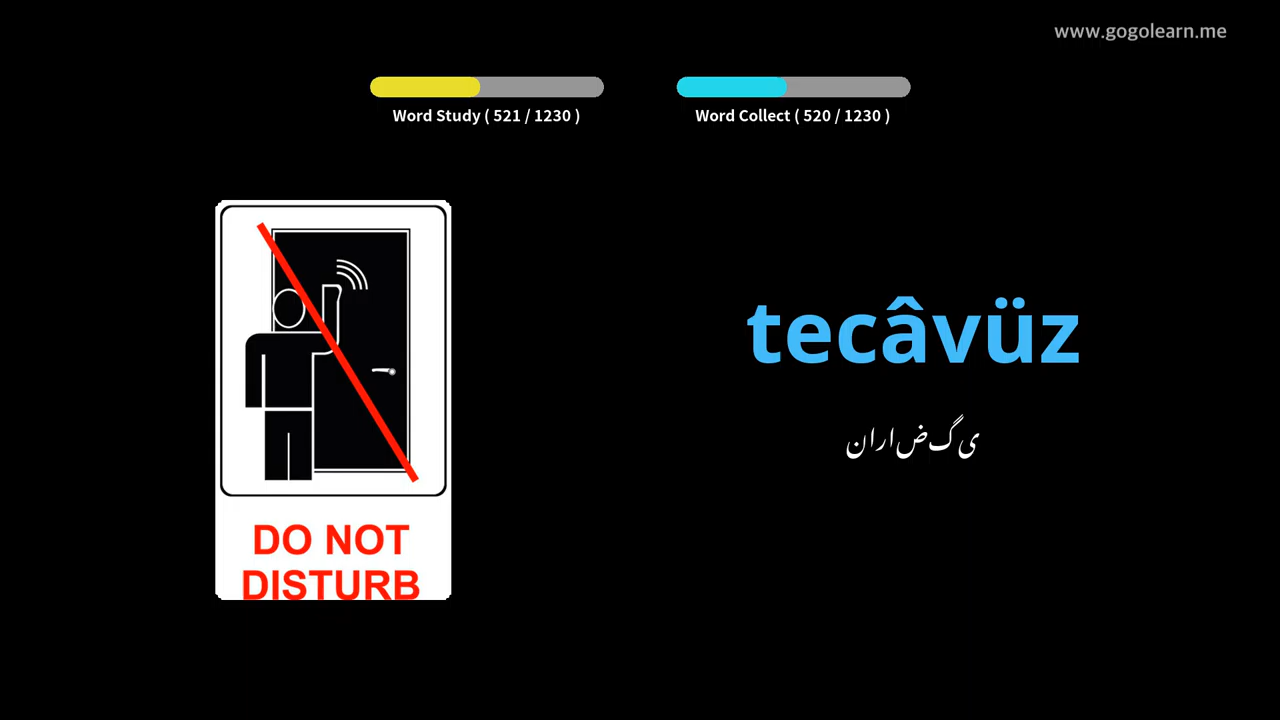 www.gogolearn.me
Word Study ( 521 / 1230 )
Word Collect ( 520 / 1230 )
DO NOT
DISTURB
tecâvüz
ی گ ض ا ر ا ن